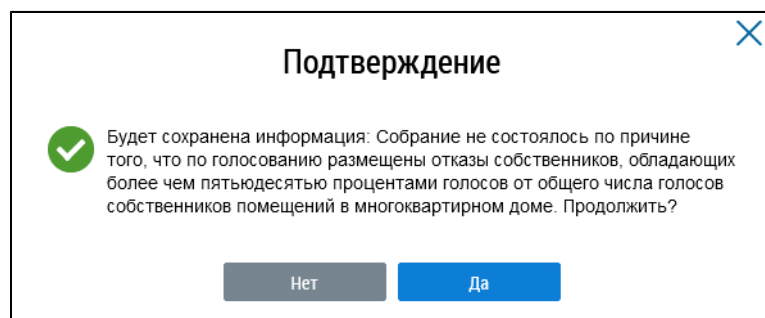 Подтверждение
Будет сохранена информация: Собрание не состоялось по причине
того, что по голосованию размещены отказы собственников, обладающих
более чем пятьюдесятью процентами голосов от общего числа голосов
собственников помещений в многоквартирном доме. Продолжить?
Нет
Да